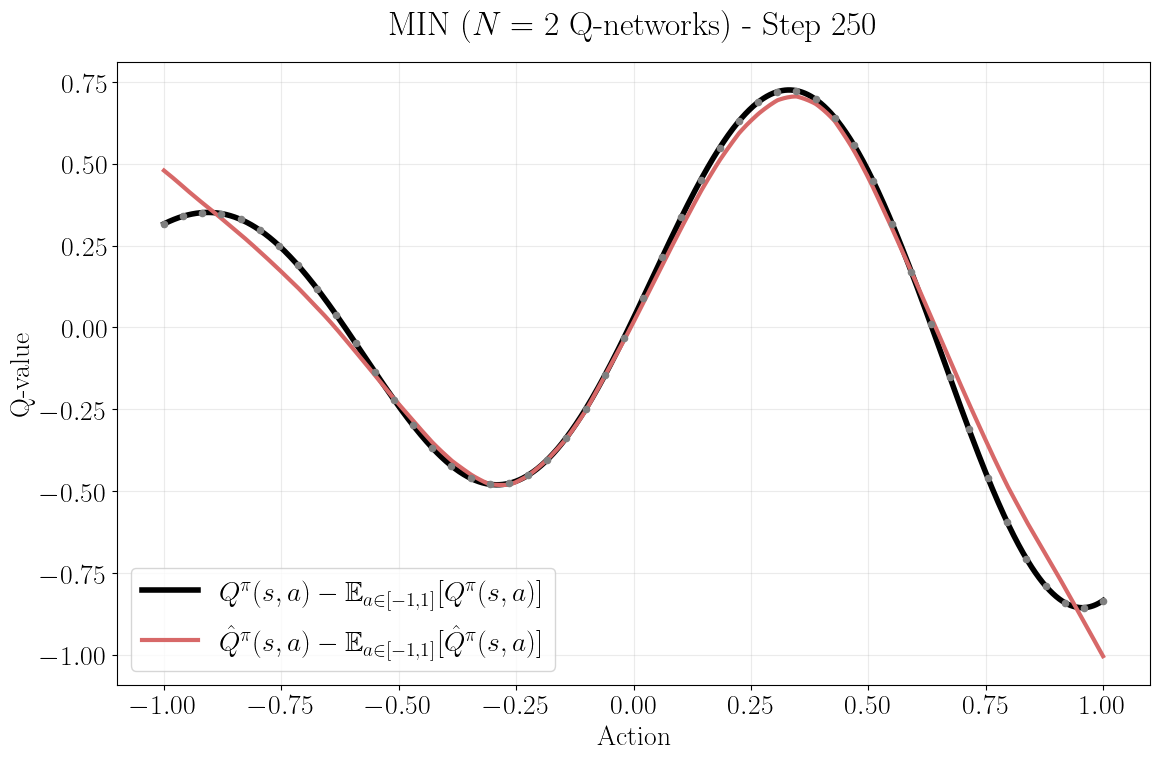 MIN (N = 2 Q-networks) - Step 250
0.75
0.50
0.25
0.00
−0.25
−0.50
−0.75
−1.00
Q-value
Q^π(s, a) − 𝔼_{a∈[−1,1]}[Q^π(s, a)]
Q̂^π(s, a) − 𝔼_{a∈[−1,1]}[Q̂^π(s, a)]
−1.00 −0.75 −0.50 −0.25 0.00 0.25 0.50 0.75 1.00
Action